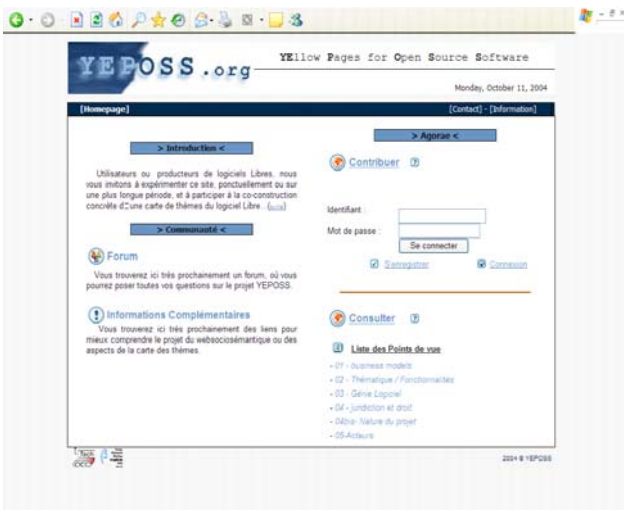 YEPOSS.org
YEllow Pages for Open Source Software
Monday, October 11, 2004
[Homepage]
[Contact] - [Information]
> Introduction <
Utilisateurs ou producteurs de logiciels Libres, nous
vous invitons à expérimenter ce site, ponctuellement ou sur
une plus longue période, et à participer à la co-construction
concrète d'une carte de thèmes du logiciel Libre.
> Communauté <
Forum
Vous trouverez ici très prochainement un forum, où vous
pourrez poser toutes vos questions sur le projet YEPOSS.
Informations Complémentaires
Vous trouverez ici très prochainement des liens pour
mieux comprendre le projet du websociosémantique ou des
aspects de la carte des thèmes.
> Agorae <
Contribuer
Identifiant :
Mot de passe :
Se connecter
S'enregistrer
Connexion
Consulter
Liste des Points de vue
- 01 - business models
- 02 - Thématique / Fonctionnalités
- 03 - Génie Logiciel
- 04 - juridiction et droit
- 04bis- Nature du projet
- 05-Acteurs
2004 © YEPOSS